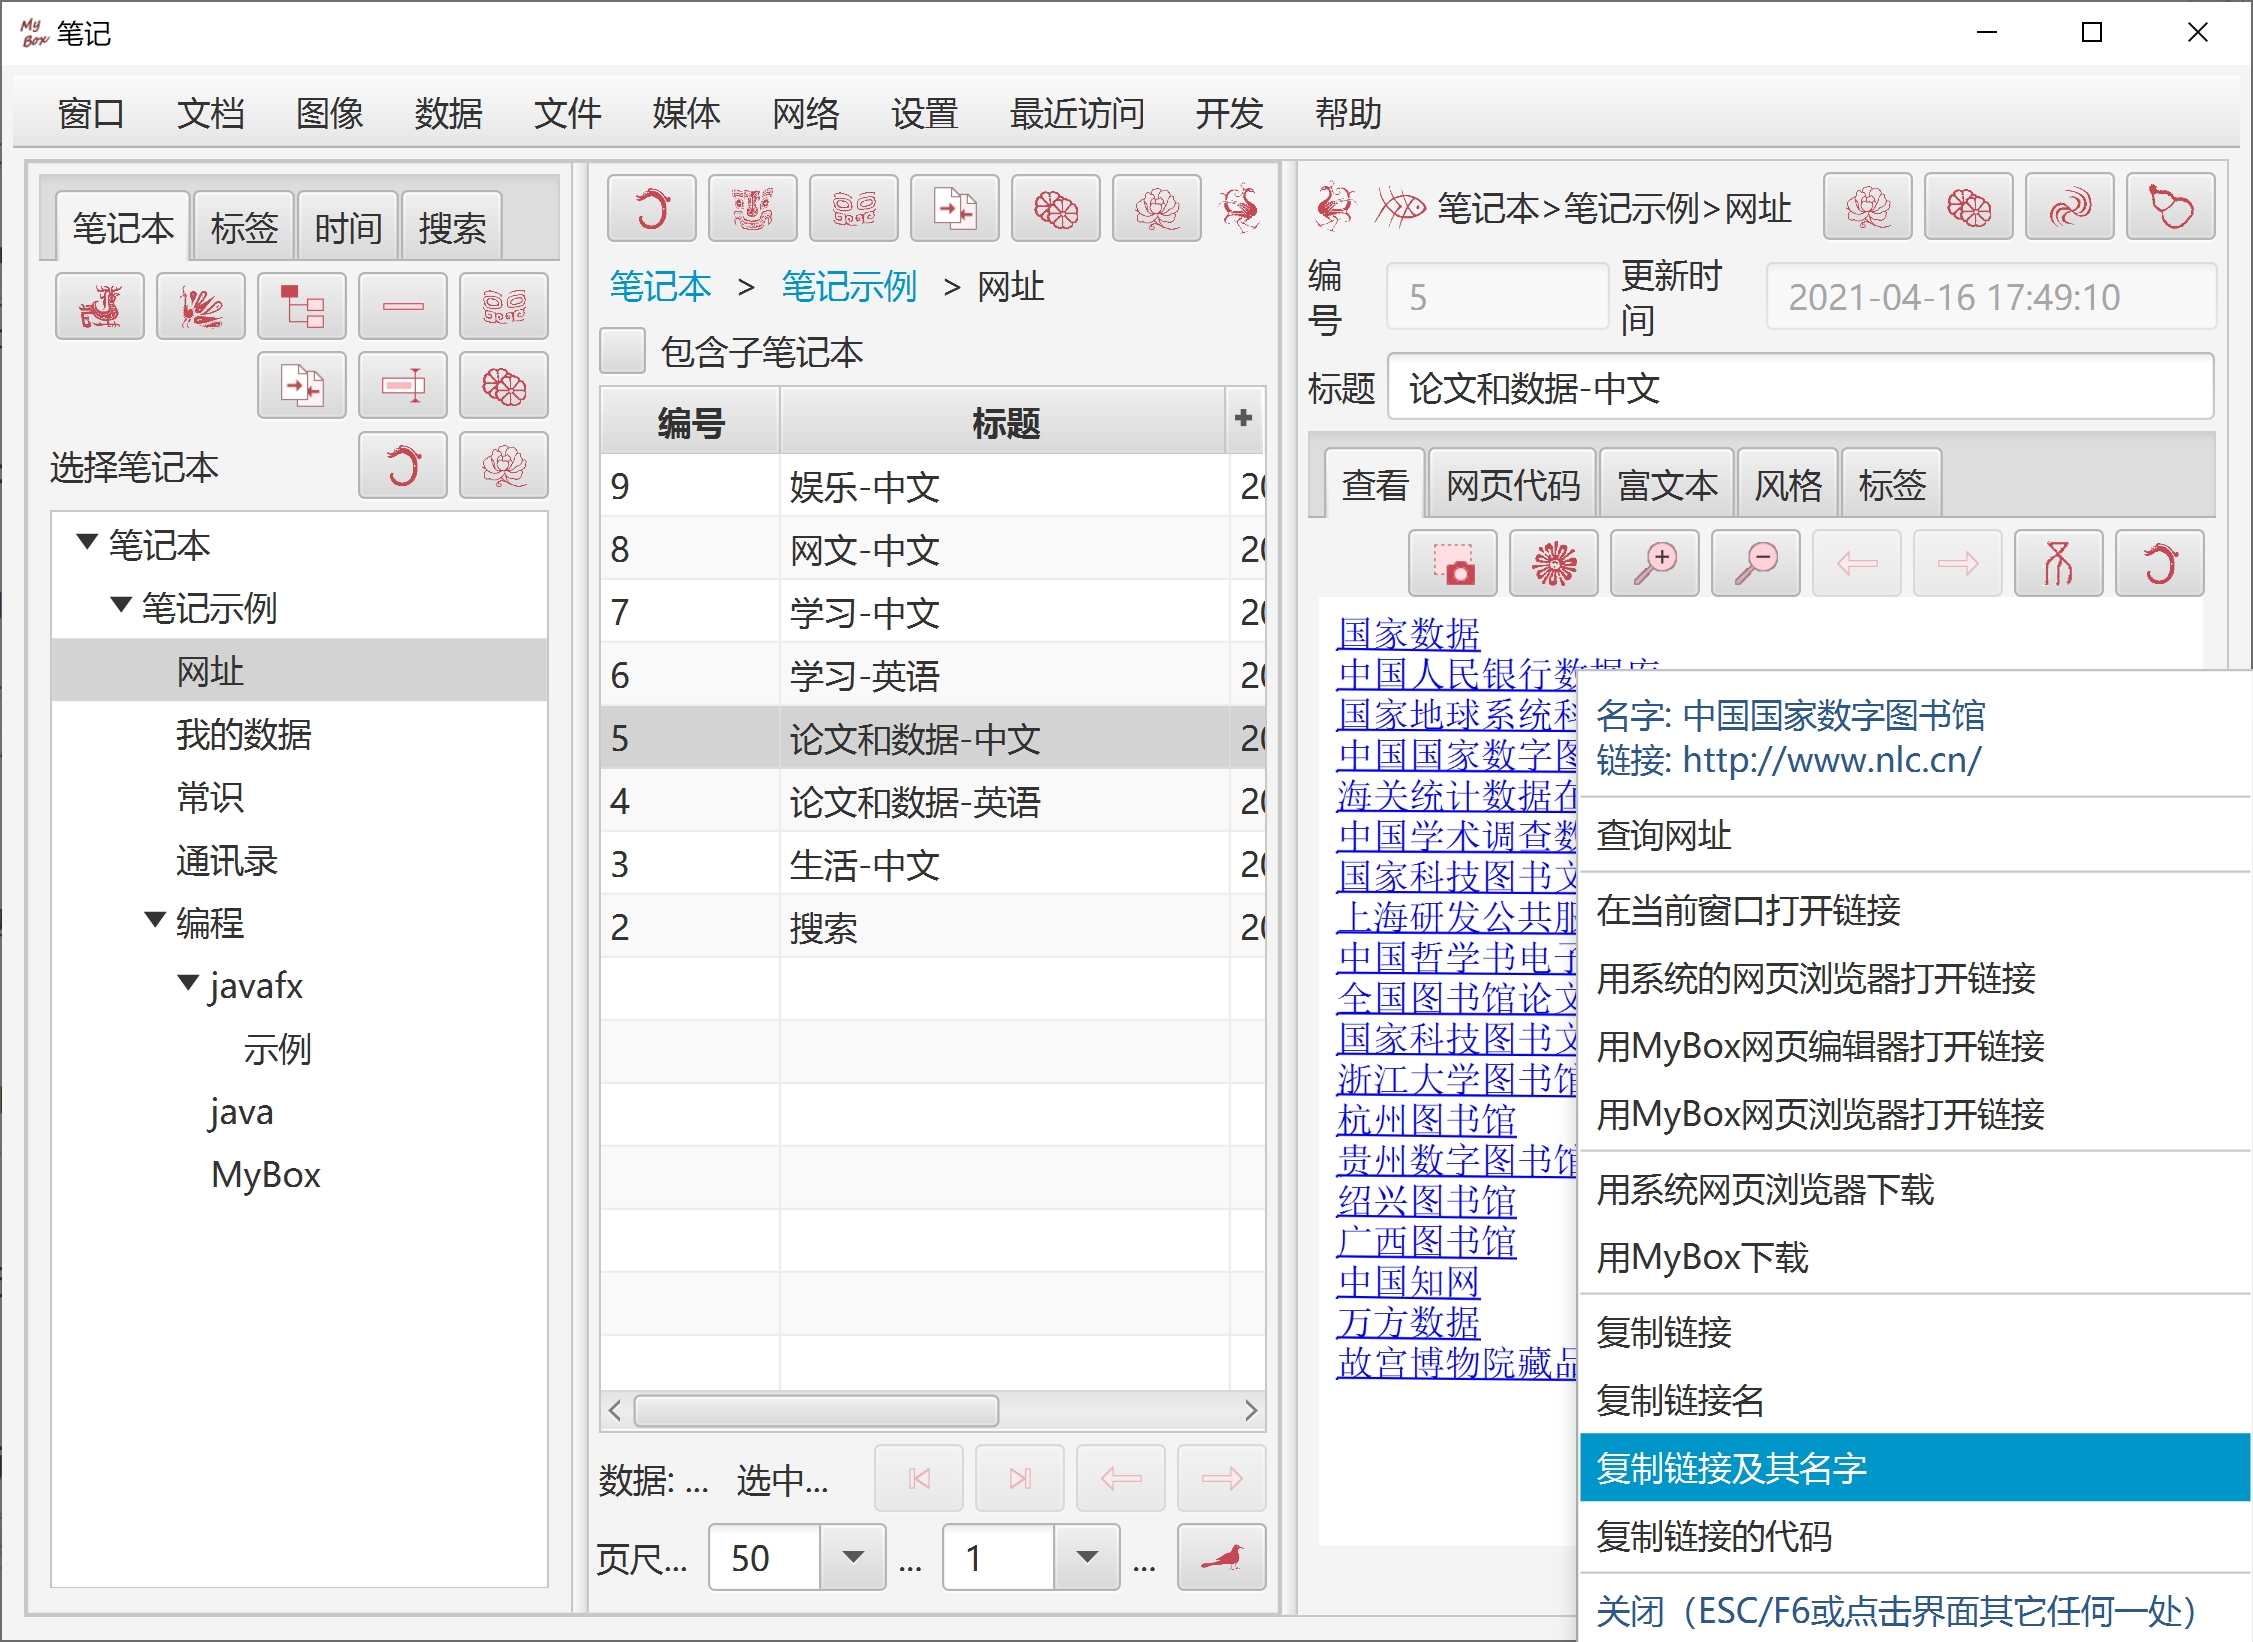 My Box 笔记
窗口 文档 图像 数据 文件 媒体 网络 设置 最近访问 开发 帮助
笔记本 标签 时间 搜索
选择笔记本
笔记本
笔记示例
网址
我的数据
常识
通讯录
编程
javafx
示例
java
MyBox
笔记本 > 笔记示例 > 网址
包含子笔记本
编号 标题 +
9 娱乐-中文 20
8 网文-中文 20
7 学习-中文 20
6 学习-英语 20
5 论文和数据-中文 20
4 论文和数据-英语 20
3 生活-中文 20
2 搜索 20
数据: ... 选中...
页尺... 50 ... 1 ...
笔记本>笔记示例>网址
编号 5 更新时间 2021-04-16 17:49:10
标题 论文和数据-中文
查看 网页代码 富文本 风格 标签
国家数据
中国人民银行数据库
国家地球系统科
中国国家数字图
海关统计数据在
中国学术调查数
国家科技图书文
上海研发公共服
中国哲学书电子
全国图书馆论文
国家科技图书文
浙江大学图书馆
杭州图书馆
贵州数字图书馆
绍兴图书馆
广西图书馆
中国知网
万方数据
故宫博物院藏品
名字: 中国国家数字图书馆
链接: http://www.nlc.cn/
查询网址
在当前窗口打开链接
用系统的网页浏览器打开链接
用MyBox网页编辑器打开链接
用MyBox网页浏览器打开链接
用系统网页浏览器下载
用MyBox下载
复制链接
复制链接名
复制链接及其名字
复制链接的代码
关闭（ESC/F6或点击界面其它任何一处）